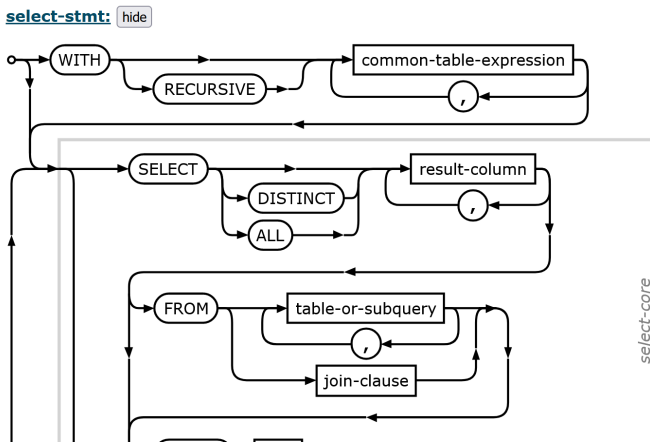 select-stmt: hide
WITH common-table-expression
RECURSIVE
,
SELECT result-column
DISTINCT ,
ALL
FROM table-or-subquery
,
join-clause
select-core